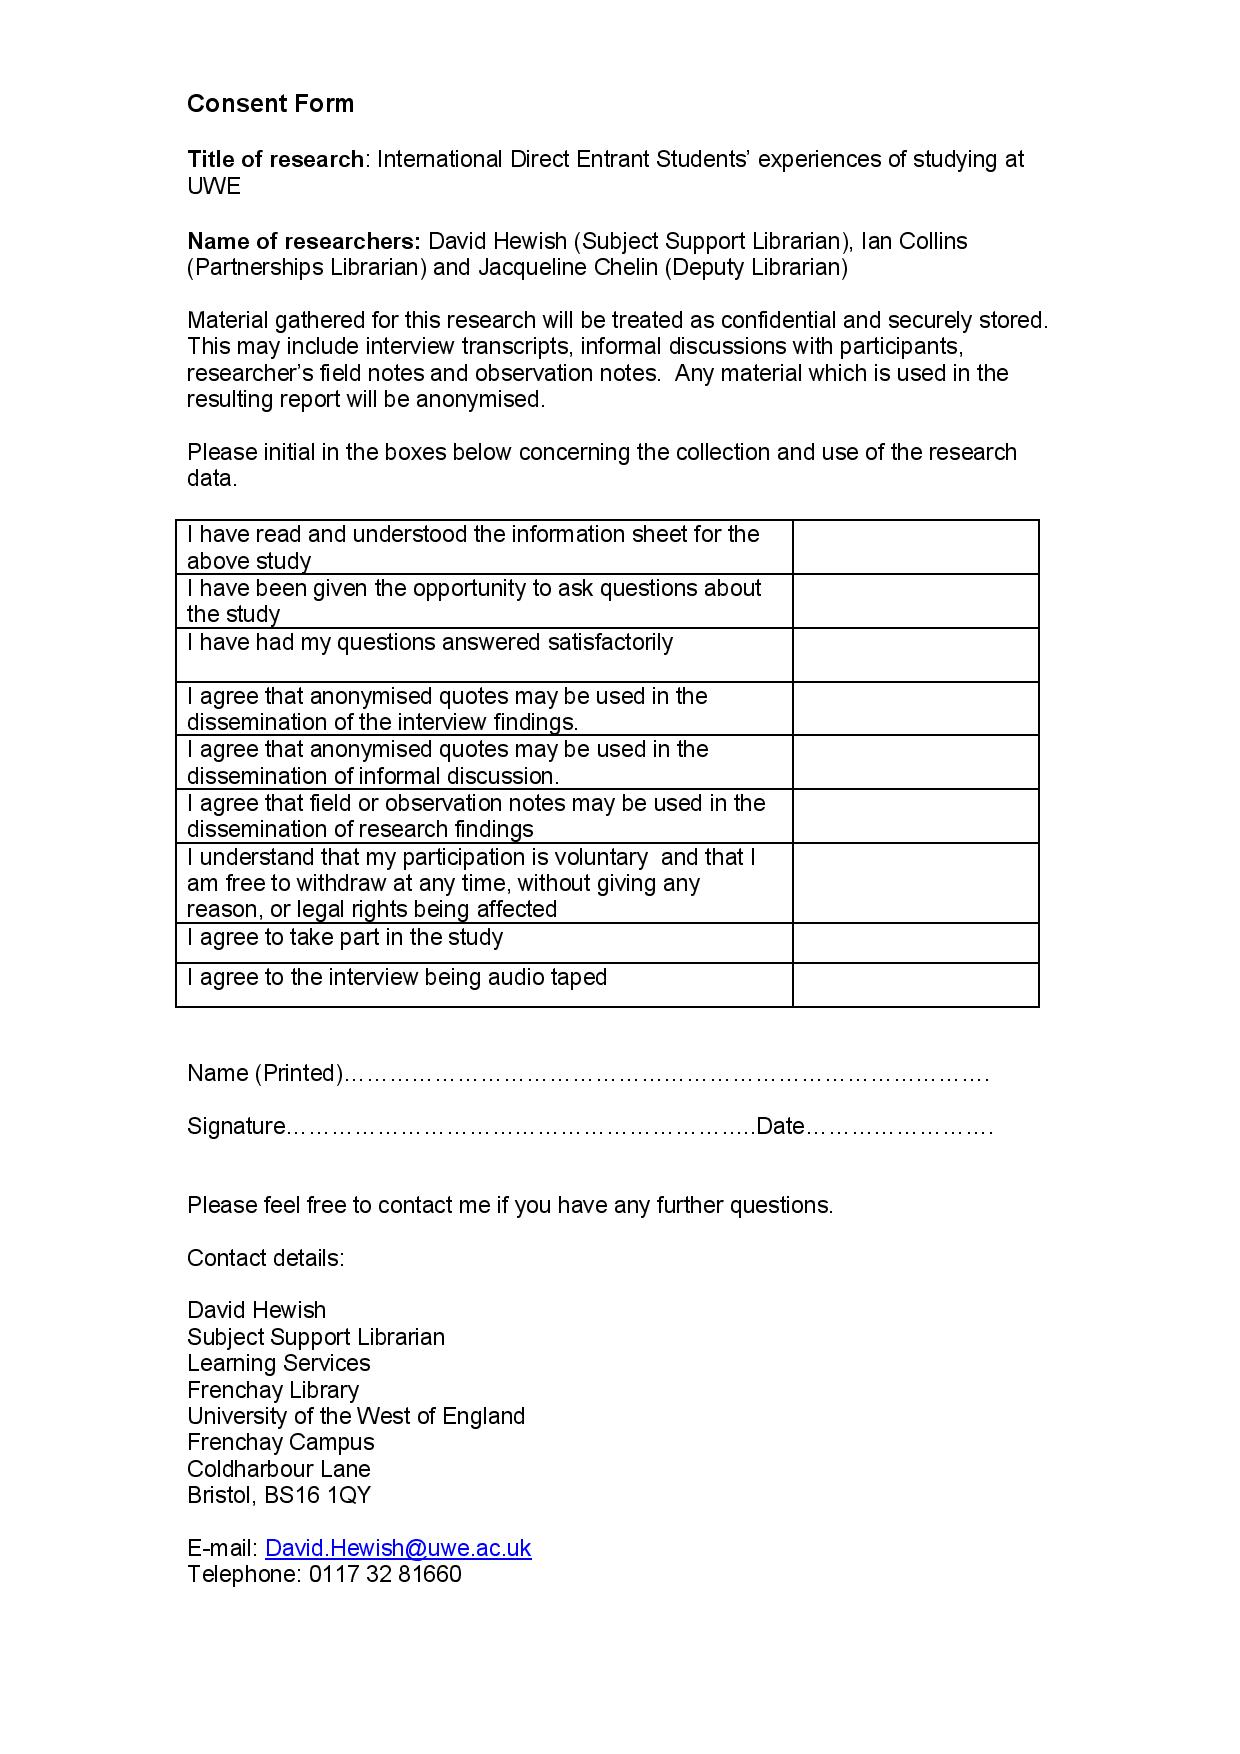 Consent Form
Title of research: International Direct Entrant Students’ experiences of studying at
UWE
Name of researchers: David Hewish (Subject Support Librarian), Ian Collins
(Partnerships Librarian) and Jacqueline Chelin (Deputy Librarian)
Material gathered for this research will be treated as confidential and securely stored.
This may include interview transcripts, informal discussions with participants,
researcher’s field notes and observation notes.  Any material which is used in the
resulting report will be anonymised.
Please initial in the boxes below concerning the collection and use of the research
data.
I have read and understood the information sheet for the
above study
I have been given the opportunity to ask questions about
the study
I have had my questions answered satisfactorily
I agree that anonymised quotes may be used in the
dissemination of the interview findings.
I agree that anonymised quotes may be used in the
dissemination of informal discussion.
I agree that field or observation notes may be used in the
dissemination of research findings
I understand that my participation is voluntary  and that I
am free to withdraw at any time, without giving any
reason, or legal rights being affected
I agree to take part in the study
I agree to the interview being audio taped
Name (Printed)……………………………………………………………………….
Signature…………………………………………………..Date…………………….
Please feel free to contact me if you have any further questions.
Contact details:
David Hewish
Subject Support Librarian
Learning Services
Frenchay Library
University of the West of England
Frenchay Campus
Coldharbour Lane
Bristol, BS16 1QY
E-mail: David.Hewish@uwe.ac.uk
Telephone: 0117 32 81660